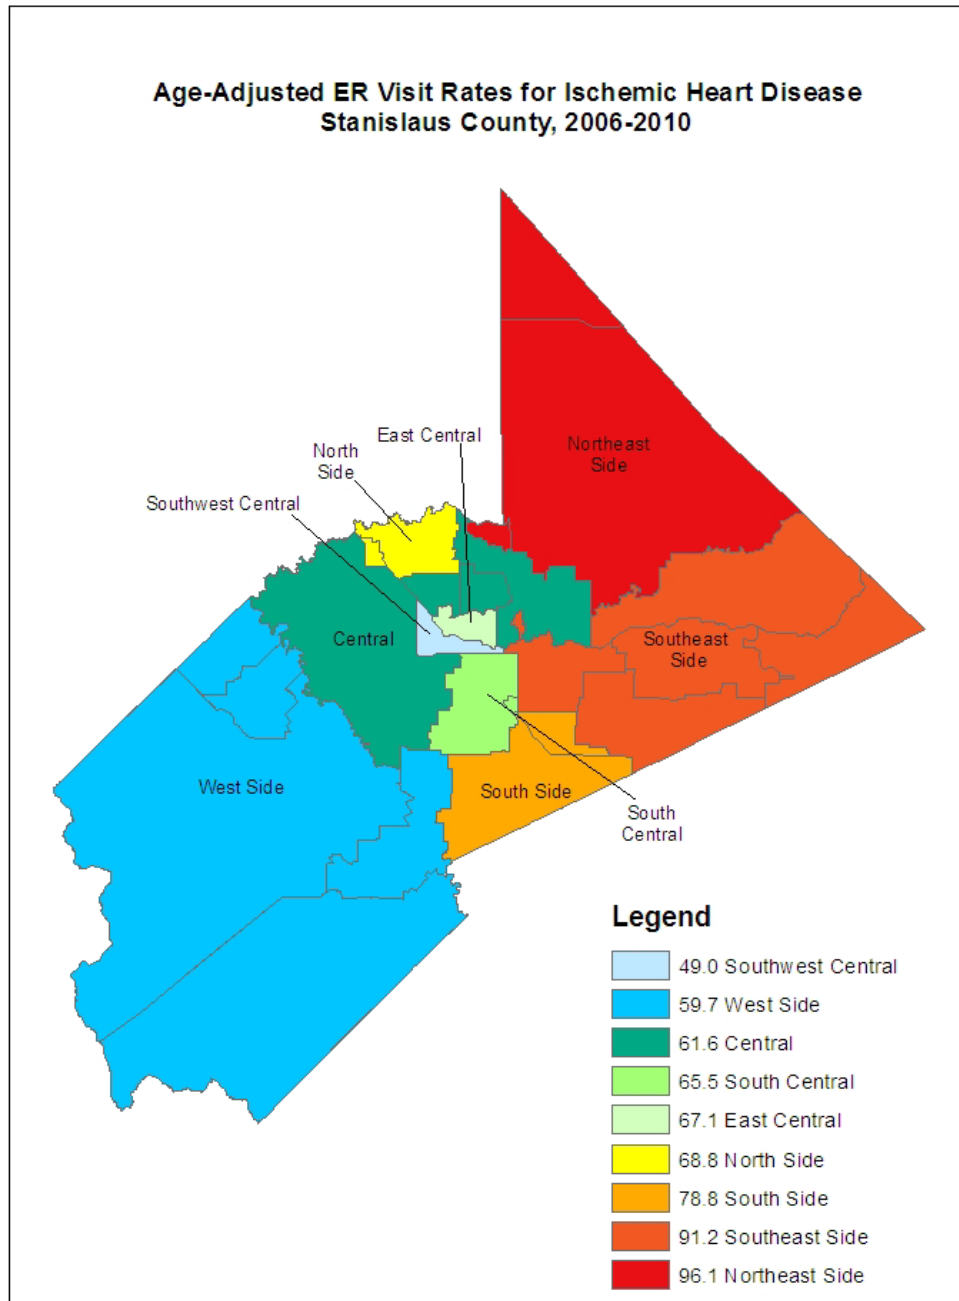 Age-Adjusted ER Visit Rates for Ischemic Heart Disease
Stanislaus County, 2006-2010
East Central
North
Side
Southwest Central
Northeast
Side
Central
Southeast
Side
West Side
South Side
South
Central
Legend
49.0 Southwest Central
59.7 West Side
61.6 Central
65.5 South Central
67.1 East Central
68.8 North Side
78.8 South Side
91.2 Southeast Side
96.1 Northeast Side